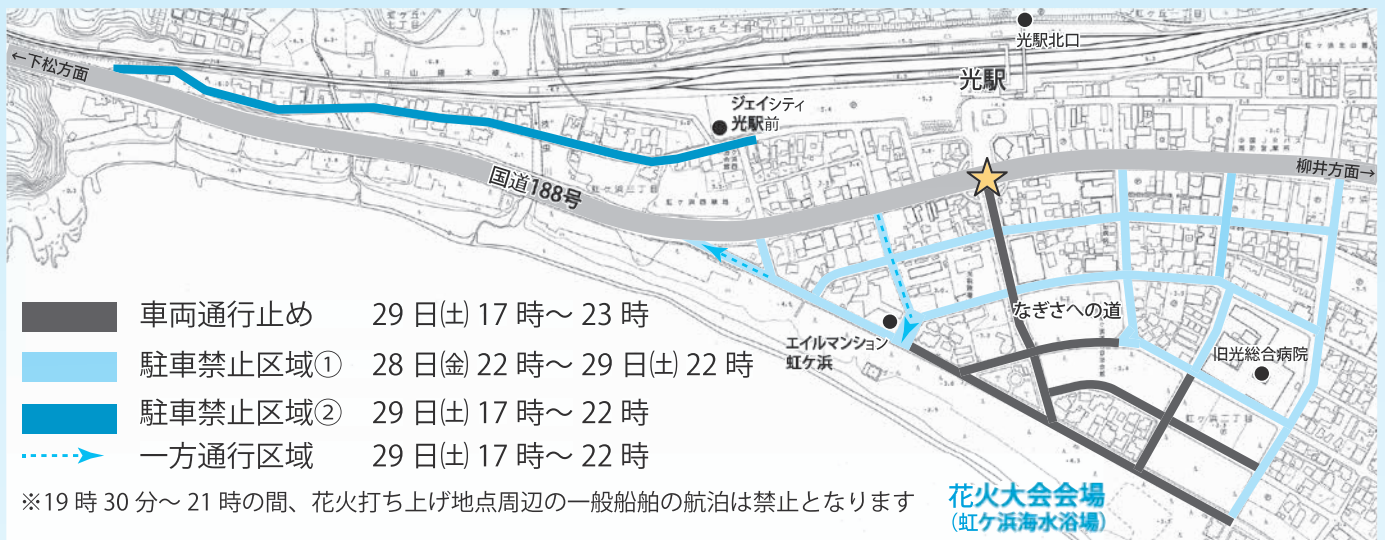 光駅北口
←下松方面
JR山陽本線
光駅
ジェイシティ
光駅前
柳井方面→
国道188号
なぎさへの道
エイルマンション
虹ケ浜
旧光総合病院
車両通行止め 29日㈯17時～23時
駐車禁止区域① 28日㈮22時～29日㈯22時
駐車禁止区域② 29日㈯17時～22時
一方通行区域 29日㈯17時～22時
※19時30分～21時の間、花火打ち上げ地点周辺の一般船舶の航泊は禁止となります
花火大会会場
(虹ケ浜海水浴場)